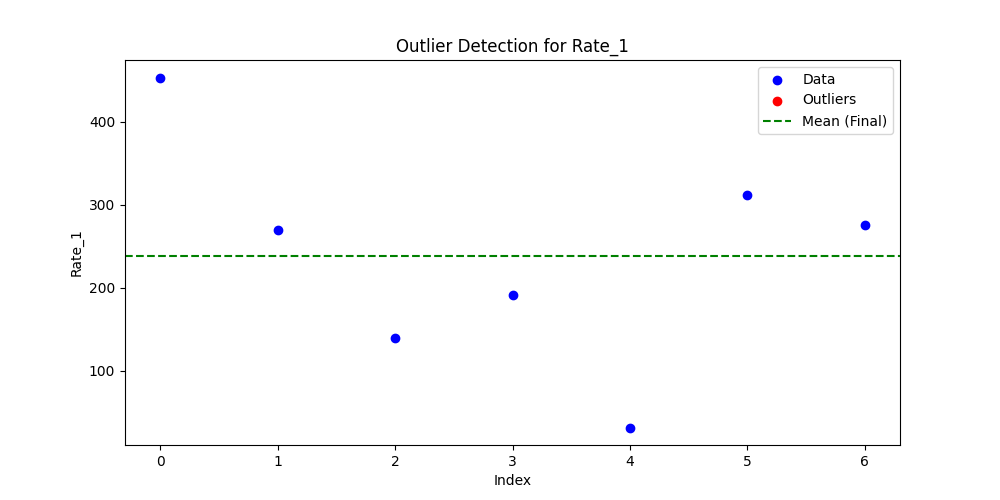 Outlier Detection for Rate_1
Data
Outliers
Mean (Final)
400
300
200
100
Rate_1
0 1 2 3 4 5 6
Index